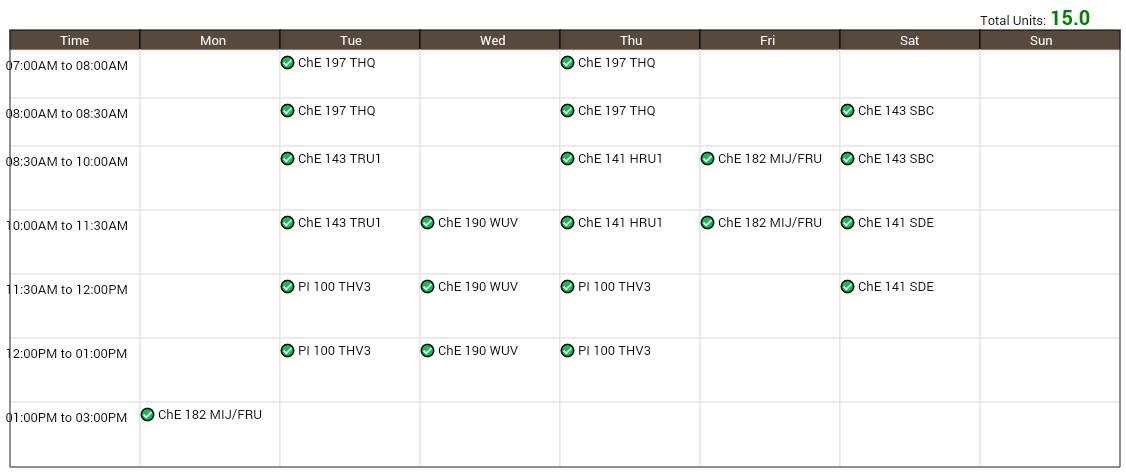 Total Units: 15.0
Time Mon Tue Wed Thu Fri Sat Sun
07:00AM to 08:00AM ChE 197 THQ ChE 197 THQ
08:00AM to 08:30AM ChE 197 THQ ChE 197 THQ ChE 143 SBC
08:30AM to 10:00AM ChE 143 TRU1 ChE 141 HRU1 ChE 182 MIJ/FRU ChE 143 SBC
10:00AM to 11:30AM ChE 143 TRU1 ChE 190 WUV ChE 141 HRU1 ChE 182 MIJ/FRU ChE 141 SDE
11:30AM to 12:00PM PI 100 THV3 ChE 190 WUV PI 100 THV3 ChE 141 SDE
12:00PM to 01:00PM PI 100 THV3 ChE 190 WUV PI 100 THV3
01:00PM to 03:00PM ChE 182 MIJ/FRU